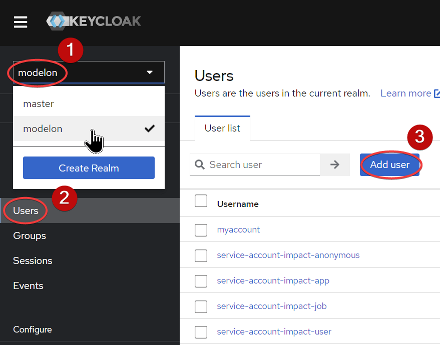 KEYCLOAK
1
modelon
master
modelon
Create Realm
2
Users
Groups
Sessions
Events
Configure
Users
Users are the users in the current realm. Learn more
User list
3
Search user
Add user
Username
myaccount
service-account-impact-anonymous
service-account-impact-app
service-account-impact-job
service-account-impact-user